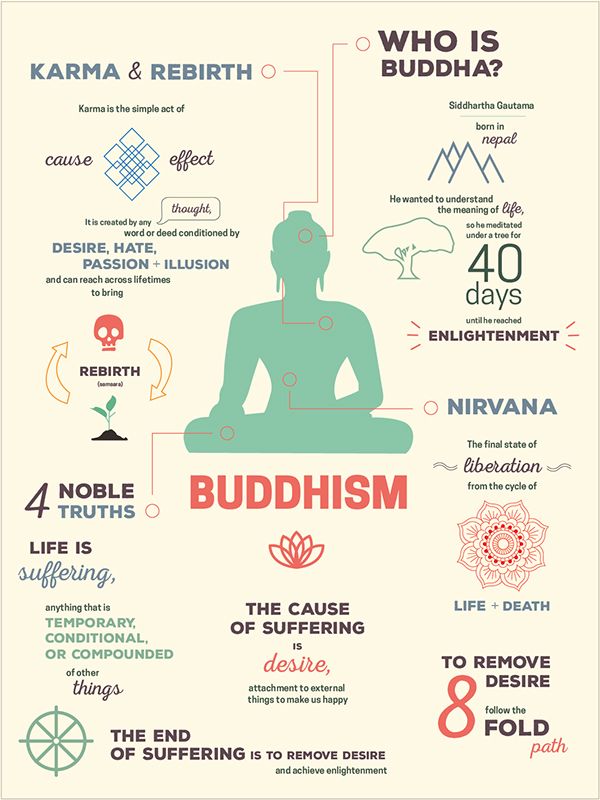 KARMA & REBIRTH
Karma is the simple act of
cause effect
thought,
It is created by any
word or deed conditioned by
DESIRE, HATE,
PASSION + ILLUSION
and can reach across lifetimes
to bring
REBIRTH
(samsara)
WHO IS
BUDDHA?
Siddhartha Gautama
born in
nepal
He wanted to understand
the meaning of life,
so he meditated
under a tree for
40
days
until he reached
ENLIGHTENMENT
NIRVANA
The final state of
liberation
from the cycle of
LIFE + DEATH
BUDDHISM
4 NOBLE
TRUTHS
LIFE IS
suffering,
anything that is
TEMPORARY,
CONDITIONAL,
OR COMPOUNDED
of other
things
THE CAUSE
OF SUFFERING
IS
desire,
attachment to external
things to make us happy
THE END
OF SUFFERING IS TO REMOVE DESIRE
and achieve enlightenment
TO REMOVE
DESIRE
follow the
8 FOLD
path